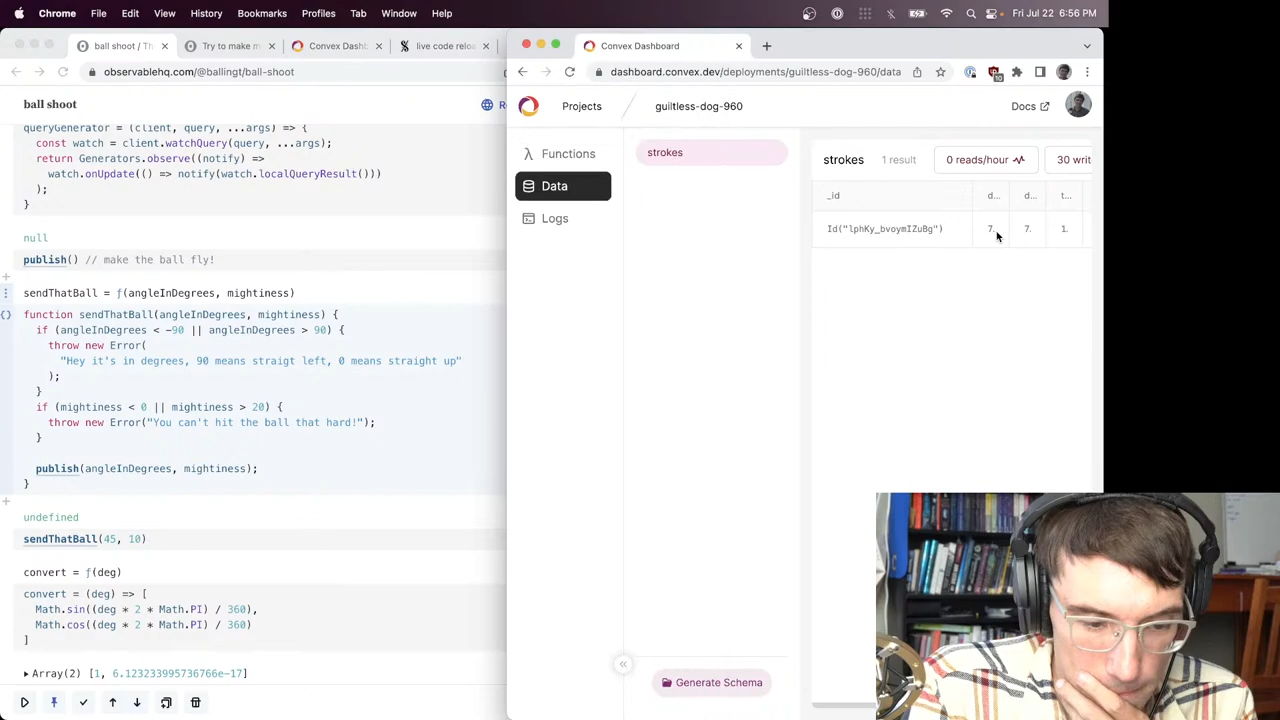 Chrome File Edit View History Bookmarks Profiles Tab Window Help Fri Jul 22 6:56 PM
ball shoot / Th Try to make m Convex Dashb live code reloa
observablehq.com/@ballingt/ball-shoot
ball shoot
queryGenerator = (client, query, ...args) => {
const watch = client.watchQuery(query, ...args);
return Generators.observe((notify) =>
watch.onUpdate(() => notify(watch.localQueryResult()))
);
}
null
publish() // make the ball fly!
sendThatBall = ƒ(angleInDegrees, mightiness)
function sendThatBall(angleInDegrees, mightiness) {
if (angleInDegrees < -90 || angleInDegrees > 90) {
throw new Error(
"Hey it's in degrees, 90 means straigt left, 0 means straight up"
);
}
if (mightiness < 0 || mightiness > 20) {
throw new Error("You can't hit the ball that hard!");
}
publish(angleInDegrees, mightiness);
}
undefined
sendThatBall(45, 10)
convert = ƒ(deg)
convert = (deg) => [
Math.sin((deg * 2 * Math.PI) / 360),
Math.cos((deg * 2 * Math.PI) / 360)
]
Array(2) [1, 6.123233995736766e-17]
Convex Dashboard
dashboard.convex.dev/deployments/guiltless-dog-960/data
10
Projects guiltless-dog-960 Docs
Functions
Data
Logs
strokes
Generate Schema
strokes 1 result 0 reads/hour 30 writ
_id d... d... t...
Id("lphKy_bvoymIZuBg") 7. 7. 1.